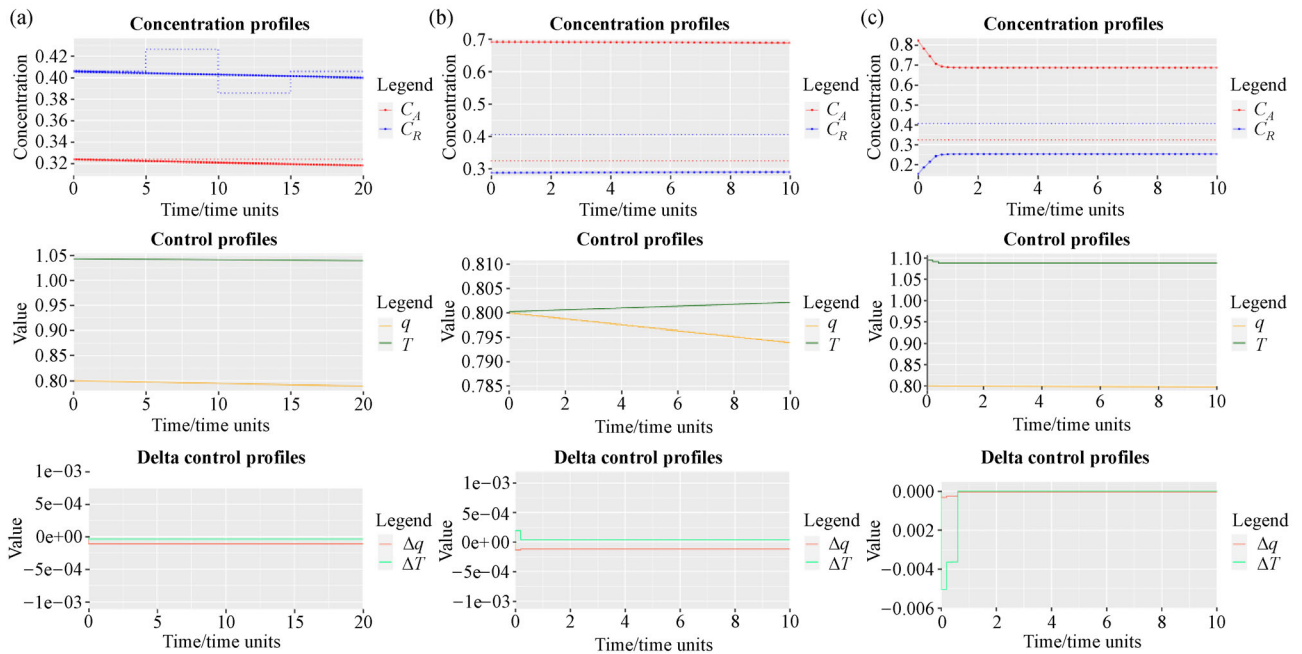 (a)
Concentration profiles
Concentration
0.42
0.40
0.38
0.36
0.34
0.32
0
5
10
15
20
Time/time units
Legend
C_A
C_R
Control profiles
Value
1.05
1.00
0.95
0.90
0.85
0.80
0
5
10
15
20
Time/time units
Legend
q
T
Delta control profiles
Value
1e−03
5e−04
0e+00
−5e−04
−1e−03
0
5
10
15
20
Time/time units
Legend
Δq
ΔT
(b)
Concentration profiles
Concentration
0.7
0.6
0.5
0.4
0.3
0
2
4
6
8
10
Time/time units
Legend
C_A
C_R
Control profiles
Value
0.810
0.805
0.800
0.795
0.790
0.785
0
2
4
6
8
10
Time/time units
Legend
q
T
Delta control profiles
Value
1e−03
5e−04
0e+00
−5e−04
−1e−03
0
2
4
6
8
10
Time/time units
Legend
Δq
ΔT
(c)
Concentration profiles
Concentration
0.8
0.7
0.6
0.5
0.4
0.3
0.2
0
2
4
6
8
10
Time/time units
Legend
C_A
C_R
Control profiles
Value
1.10
1.05
1.00
0.95
0.90
0.85
0.80
0
2
4
6
8
10
Time/time units
Legend
q
T
Delta control profiles
Value
0.000
−0.002
−0.004
−0.006
0
2
4
6
8
10
Time/time units
Legend
Δq
ΔT